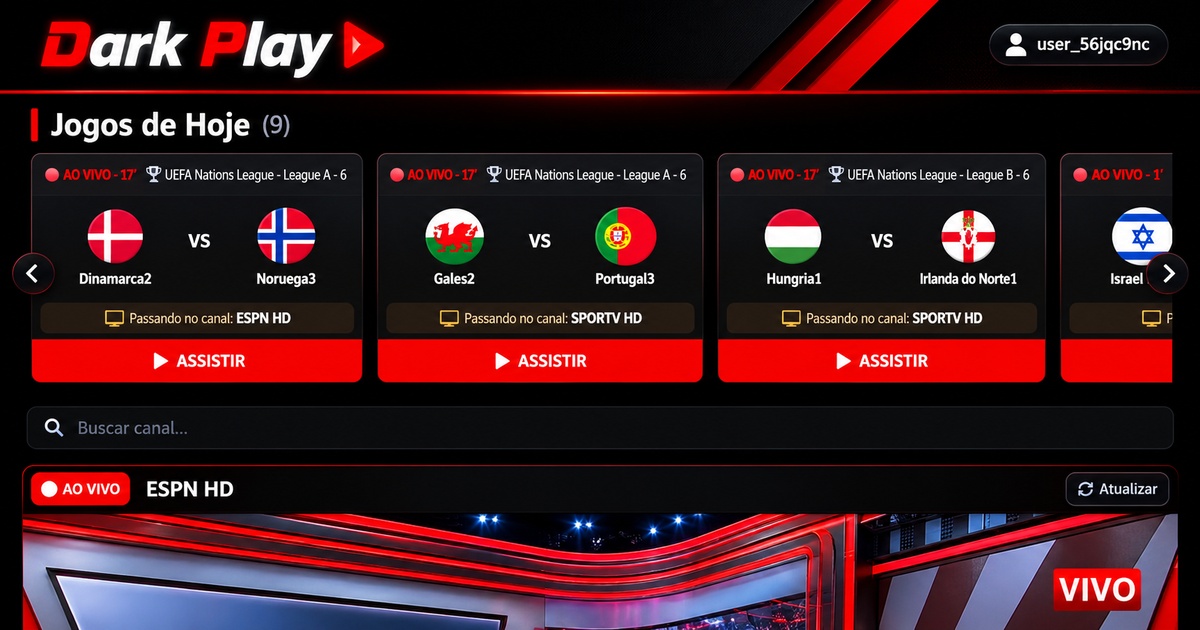 Dark Play
user_56jqc9nc
Jogos de Hoje (9)
AO VIVO - 17' UEFA Nations League - League A - 6
Dinamarca2 VS Noruega3
Passando no canal: ESPN HD
ASSISTIR
AO VIVO - 17' UEFA Nations League - League A - 6
Gales2 VS Portugal3
Passando no canal: SPORTV HD
ASSISTIR
AO VIVO - 17' UEFA Nations League - League B - 6
Hungria1 VS Irlanda do Norte1
Passando no canal: SPORTV HD
ASSISTIR
AO VIVO - 1'
Israel
P
Buscar canal...
AO VIVO ESPN HD
Atualizar
VIVO